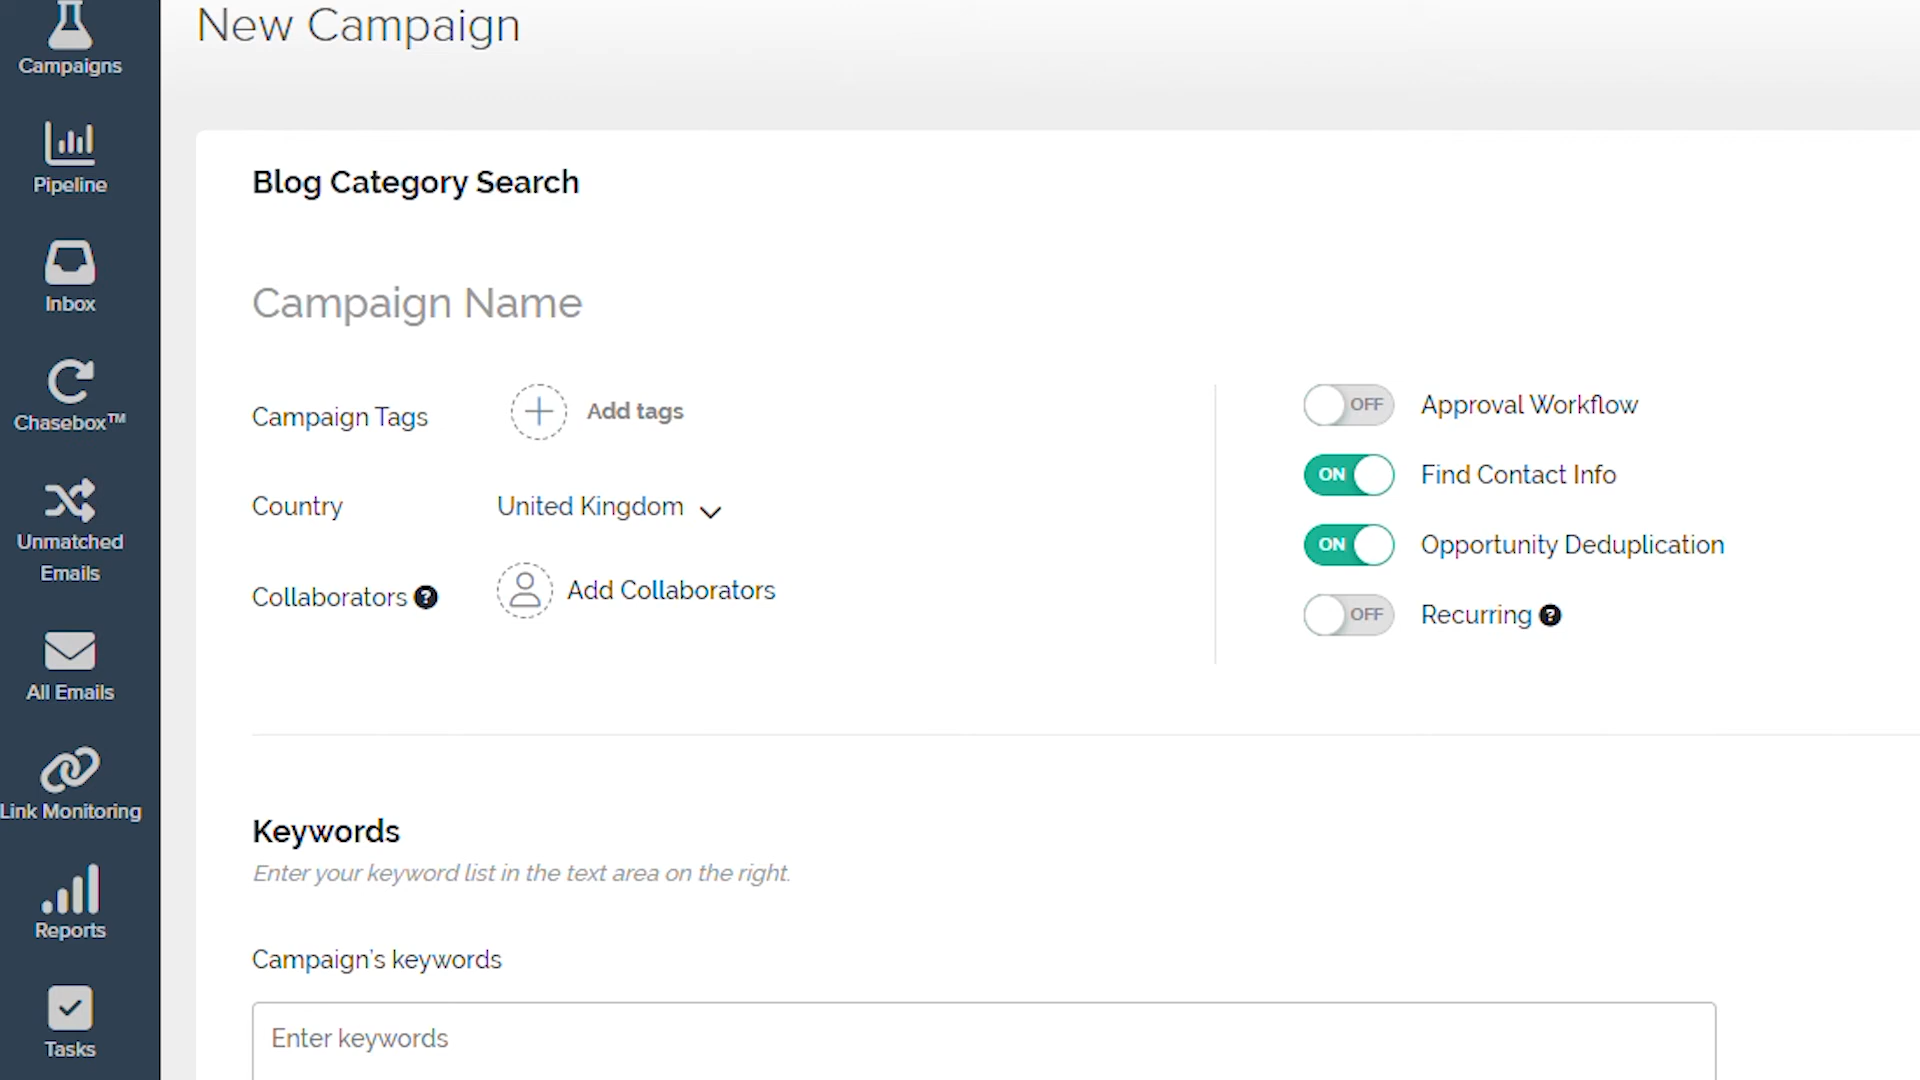 New Campaign
Campaigns
Pipeline
Inbox
Chasebox™
Unmatched
Emails
All Emails
Link Monitoring
Reports
Tasks
Blog Category Search
Campaign Name
Campaign Tags
Add tags
Country
United Kingdom
Collaborators ?
Add Collaborators
OFF Approval Workflow
ON Find Contact Info
ON Opportunity Deduplication
OFF Recurring ?
Keywords
Enter your keyword list in the text area on the right.
Campaign's keywords
Enter keywords